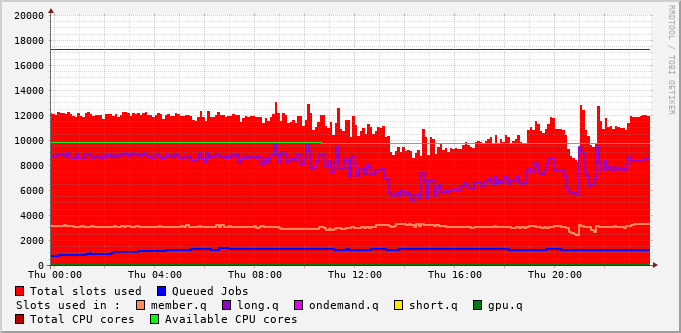 RRDTOOL / TOBI OETIKER
20000
18000
16000
14000
12000
10000
8000
6000
4000
2000
0
Thu 00:00 Thu 04:00 Thu 08:00 Thu 12:00 Thu 16:00 Thu 20:00
Total slots used Queued Jobs
Slots used in : member.q long.q ondemand.q short.q gpu.q
Total CPU cores Available CPU cores